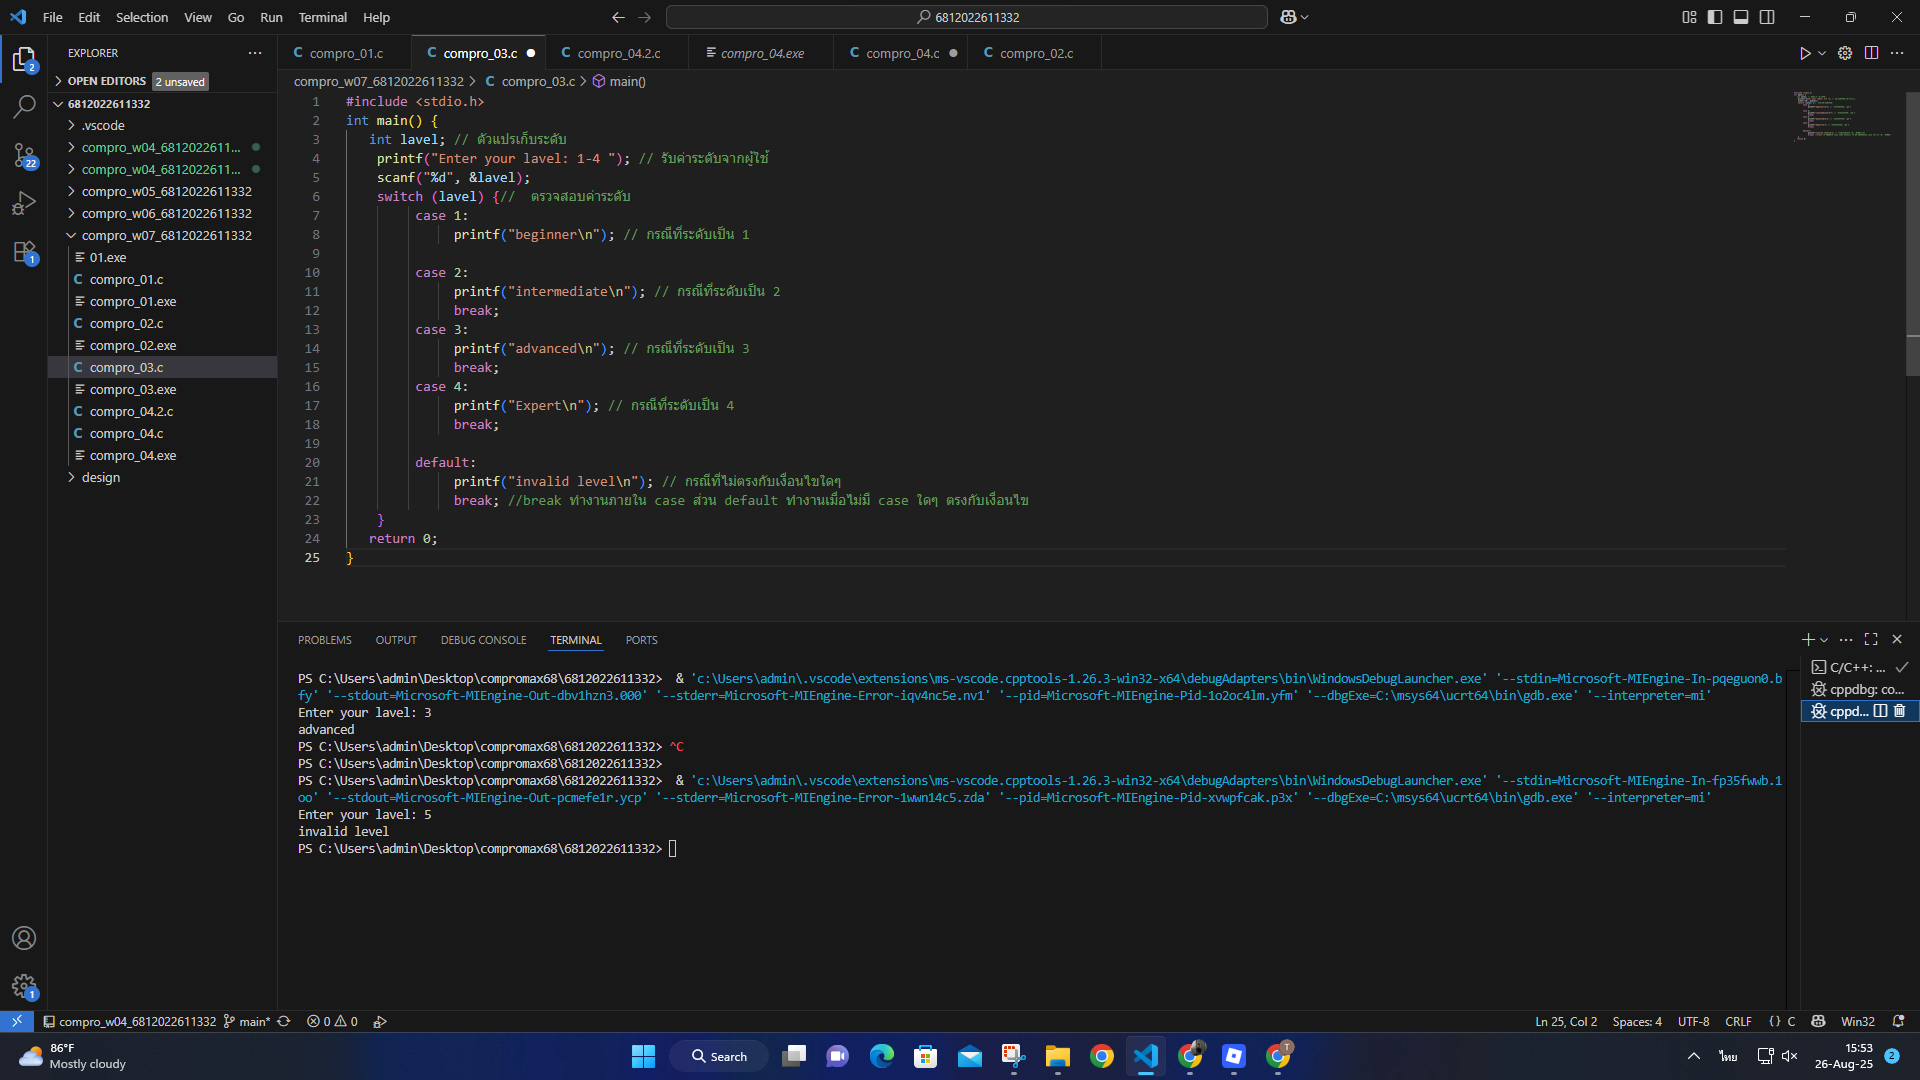 File Edit Selection View Go Run Terminal Help
6812022611332
EXPLORER
OPEN EDITORS 2 unsaved
6812022611332
.vscode
compro_w04_6812022611...
compro_w04_6812022611...
compro_w05_6812022611332
compro_w06_6812022611332
compro_w07_6812022611332
01.exe
compro_01.c
compro_01.exe
compro_02.c
compro_02.exe
compro_03.c
compro_03.exe
compro_04.2.c
compro_04.c
compro_04.exe
design
compro_01.c compro_03.c compro_04.2.c compro_04.exe compro_04.c compro_02.c
compro_w07_6812022611332 > compro_03.c > main()
1 #include <stdio.h>
2 int main() {
3 int lavel; // ตัวแปรเก็บระดับ
4 printf("Enter your lavel: 1-4 "); // รับค่าระดับจากผู้ใช้
5 scanf("%d", &lavel);
6 switch (lavel) {// ตรวจสอบค่าระดับ
7 case 1:
8 printf("beginner\n"); // กรณีที่ระดับเป็น 1
9
10 case 2:
11 printf("intermediate\n"); // กรณีที่ระดับเป็น 2
12 break;
13 case 3:
14 printf("advanced\n"); // กรณีที่ระดับเป็น 3
15 break;
16 case 4:
17 printf("Expert\n"); // กรณีที่ระดับเป็น 4
18 break;
19
20 default:
21 printf("invalid level\n"); // กรณีที่ไม่ตรงกับเงื่อนไขใดๆ
22 break; //break ทำงานภายใน case ส่วน default ทำงานเมื่อไม่มี case ใดๆ ตรงกับเงื่อนไข
23 }
24 return 0;
25 }
PROBLEMS OUTPUT DEBUG CONSOLE TERMINAL PORTS
PS C:\Users\admin\Desktop\compromax68\6812022611332> & 'c:\Users\admin\.vscode\extensions\ms-vscode.cpptools-1.26.3-win32-x64\debugAdapters\bin\WindowsDebugLauncher.exe' '--stdin=Microsoft-MIEngine-In-pqeguon0.b
fy' '--stdout=Microsoft-MIEngine-Out-dbv1hzn3.000' '--stderr=Microsoft-MIEngine-Error-iqv4nc5e.nv1' '--pid=Microsoft-MIEngine-Pid-1o2oc4lm.yfm' '--dbgExe=C:\msys64\ucrt64\bin\gdb.exe' '--interpreter=mi'
Enter your lavel: 3
advanced
PS C:\Users\admin\Desktop\compromax68\6812022611332> ^C
PS C:\Users\admin\Desktop\compromax68\6812022611332>
PS C:\Users\admin\Desktop\compromax68\6812022611332> & 'c:\Users\admin\.vscode\extensions\ms-vscode.cpptools-1.26.3-win32-x64\debugAdapters\bin\WindowsDebugLauncher.exe' '--stdin=Microsoft-MIEngine-In-fp35fwwb.1
oo' '--stdout=Microsoft-MIEngine-Out-pcmefe1r.ycp' '--stderr=Microsoft-MIEngine-Error-1wwn14c5.zda' '--pid=Microsoft-MIEngine-Pid-xvwpfcak.p3x' '--dbgExe=C:\msys64\ucrt64\bin\gdb.exe' '--interpreter=mi'
Enter your lavel: 5
invalid level
PS C:\Users\admin\Desktop\compromax68\6812022611332>
C/C++: ...
cppdbg: co...
cppd...
2
22
1
1
compro_w04_6812022611332 main* 0 0 Ln 25, Col 2 Spaces: 4 UTF-8 CRLF {} C Win32
86°F
Mostly cloudy
Search
T
ไทย
15:53
26-Aug-25
2